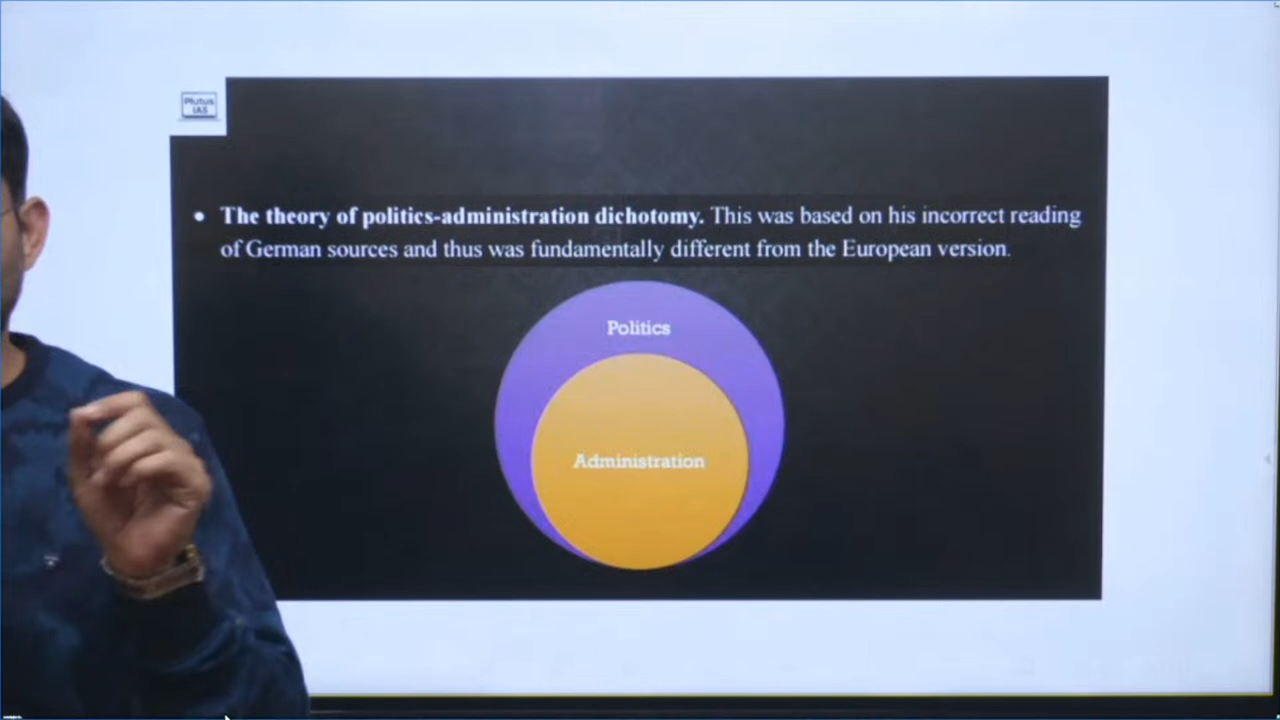 Plutus
IAS
• The theory of politics-administration dichotomy. This was based on his incorrect reading
of German sources and thus was fundamentally different from the European version.
Politics
Administration